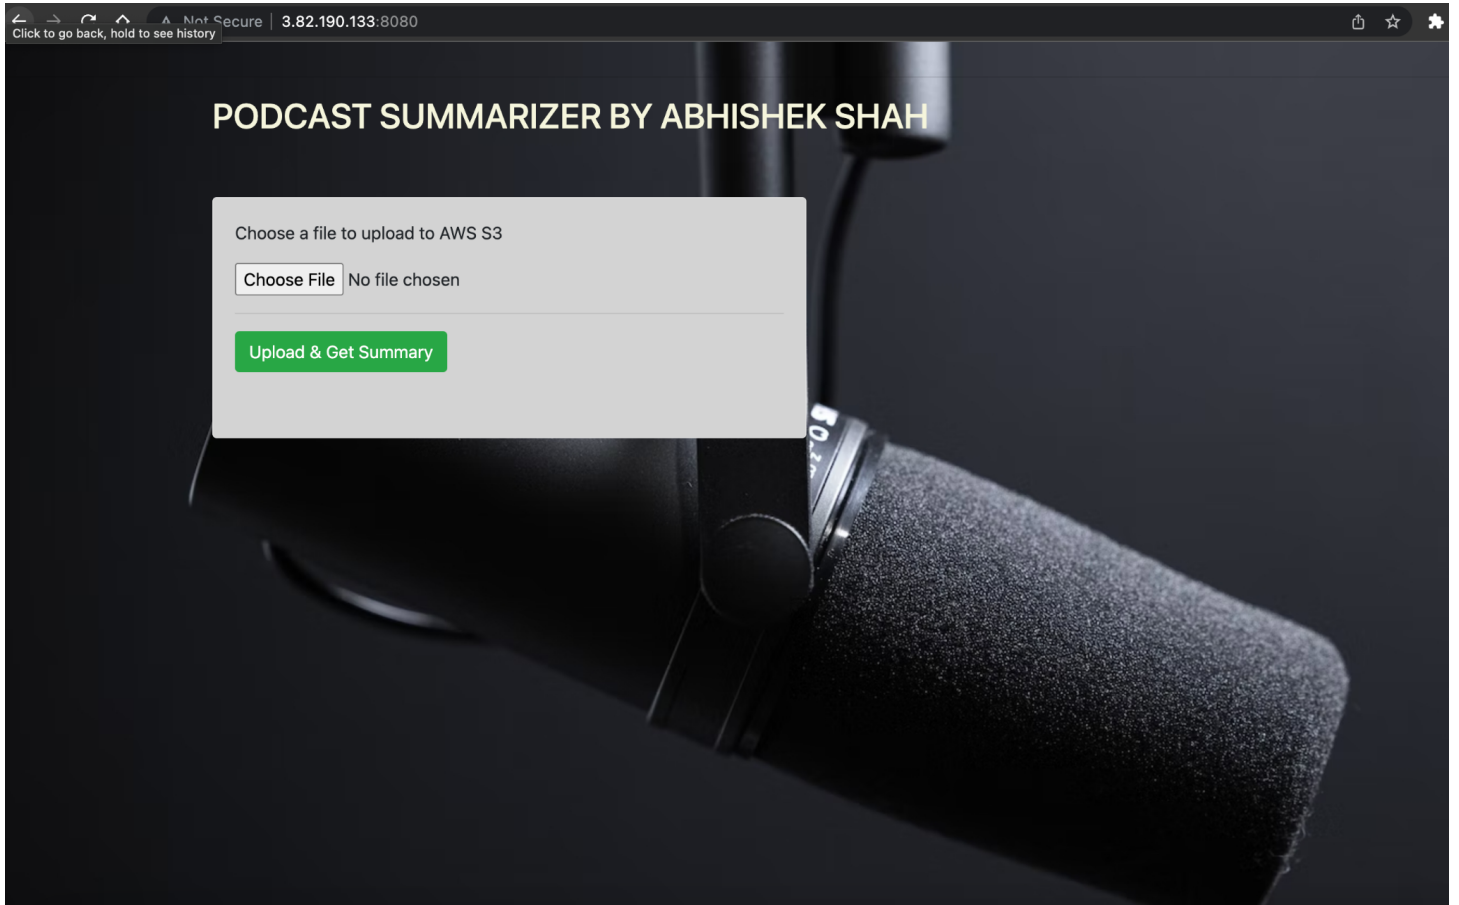 Not Secure | 3.82.190.133:8080
Click to go back, hold to see history
PODCAST SUMMARIZER BY ABHISHEK SHAH
Choose a file to upload to AWS S3
Choose File No file chosen
Upload & Get Summary